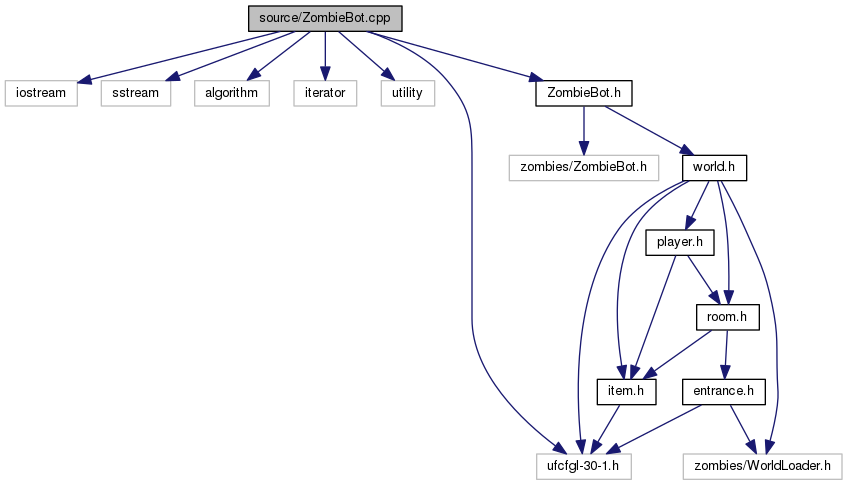 source/ZombieBot.cpp
iostream
sstream
algorithm
iterator
utility
ZombieBot.h
zombies/ZombieBot.h
world.h
player.h
room.h
item.h
entrance.h
ufcfgl-30-1.h
zombies/WorldLoader.h